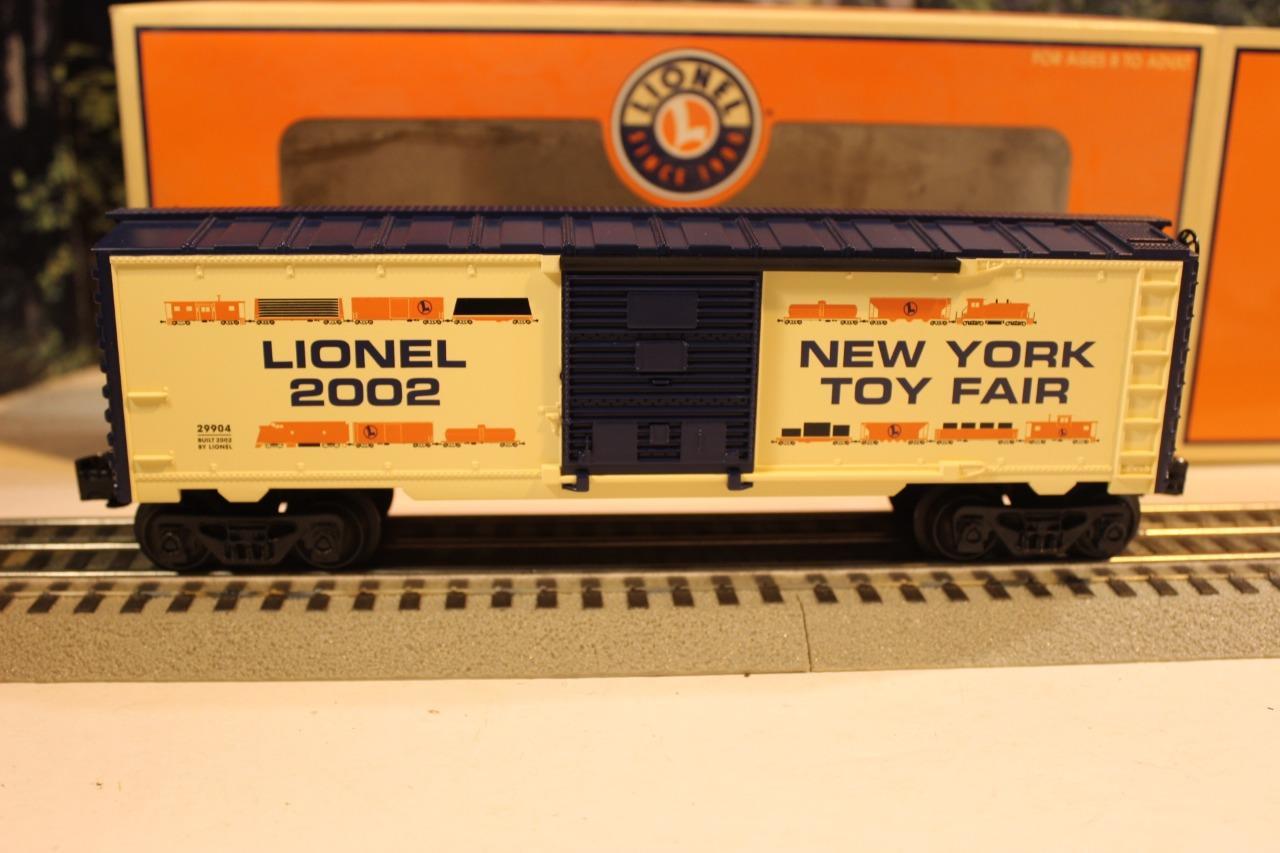 FOR AGES 8 TO ADULT
LIONEL
L
SINCE 1900
LIONEL
2002
29904
BUILT 2002
BY LIONEL
NEW YORK
TOY FAIR